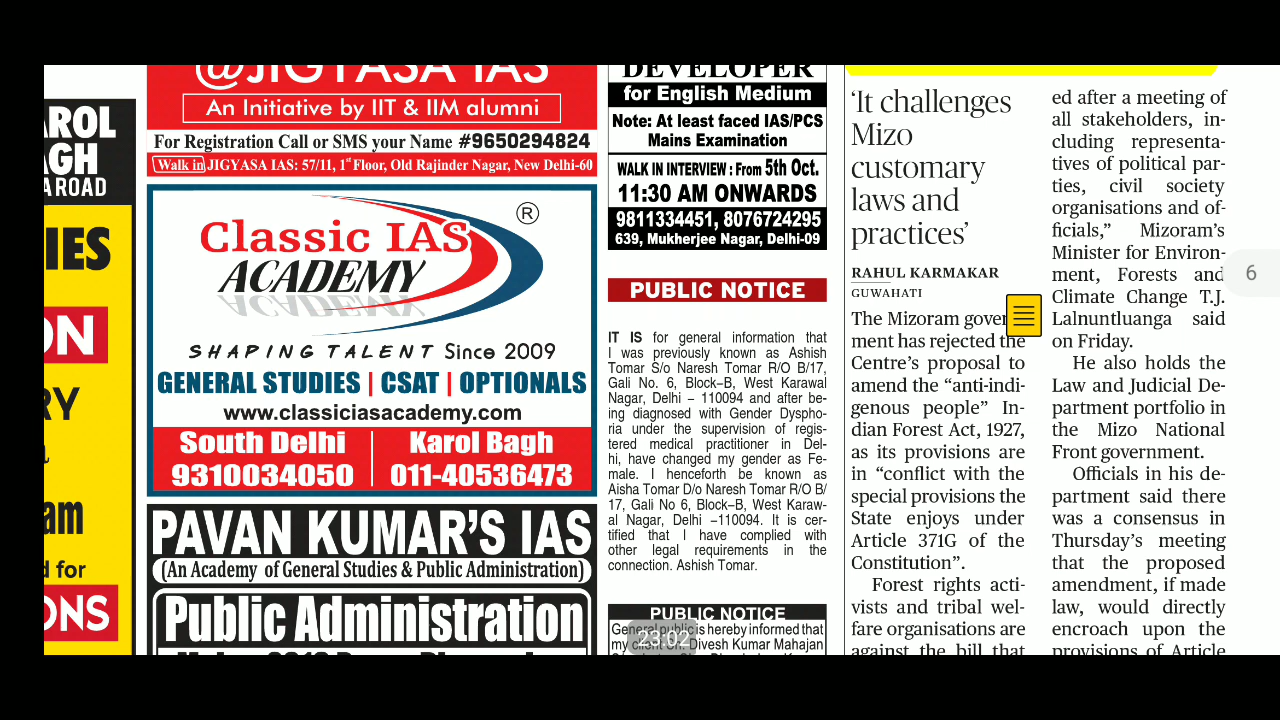 AROL
AGH
A ROAD
IES
ON
RY
am
d for
ONS
@JIGYASA IAS
An Initiative by IIT & IIM alumni
For Registration Call or SMS your Name #9650294824
Walk in JIGYASA IAS: 57/11, 1st Floor, Old Rajinder Nagar, New Delhi-60
Classic IAS ®
ACADEMY
SHAPING TALENT Since 2009
GENERAL STUDIES | CSAT | OPTIONALS
www.classiciasacademy.com
South Delhi
9310034050
Karol Bagh
011-40536473
PAVAN KUMAR'S IAS
(An Academy of General Studies & Public Administration)
Public Administration
DEVELOPER
for English Medium
Note: At least faced IAS/PCS
Mains Examination
WALK IN INTERVIEW : From 5th Oct.
11:30 AM ONWARDS
9811334451, 8076724295
639, Mukherjee Nagar, Delhi-09
PUBLIC NOTICE
IT IS for general information that
I was previously known as Ashish
Tomar S/o Naresh Tomar R/O B/17,
Gali No. 6, Block–B, West Karawal
Nagar, Delhi – 110094 and after be-
ing diagnosed with Gender Dyspho-
ria under the supervision of regis-
tered medical practitioner in Del-
hi, have changed my gender as Fe-
male. I henceforth be known as
Aisha Tomar D/o Naresh Tomar R/O B/
17, Gali No 6, Block–B, West Karaw-
al Nagar, Delhi –110094. It is cer-
tified that I have complied with
other legal requirements in the
connection. Ashish Tomar.
PUBLIC NOTICE
General public is hereby informed that
my client Sh. Divesh Kumar Mahajan
23:02
‘It challenges
Mizo
customary
laws and
practices’
RAHUL KARMAKAR
GUWAHATI
The Mizoram gover
ment has rejected the
Centre’s proposal to
amend the “anti-indi-
genous people” In-
dian Forest Act, 1927,
as its provisions are
in “conflict with the
special provisions the
State enjoys under
Article 371G of the
Constitution”.
Forest rights acti-
vists and tribal wel-
fare organisations are
against the bill that
ed after a meeting of
all stakeholders, in-
cluding representa-
tives of political par-
ties, civil society
organisations and of-
ficials,” Mizoram’s
Minister for Environ-
ment, Forests and
Climate Change T.J.
Lalnuntluanga said
on Friday.
He also holds the
Law and Judicial De-
partment portfolio in
the Mizo National
Front government.
Officials in his de-
partment said there
was a consensus in
Thursday’s meeting
that the proposed
amendment, if made
law, would directly
encroach upon the
provisions of Article
6